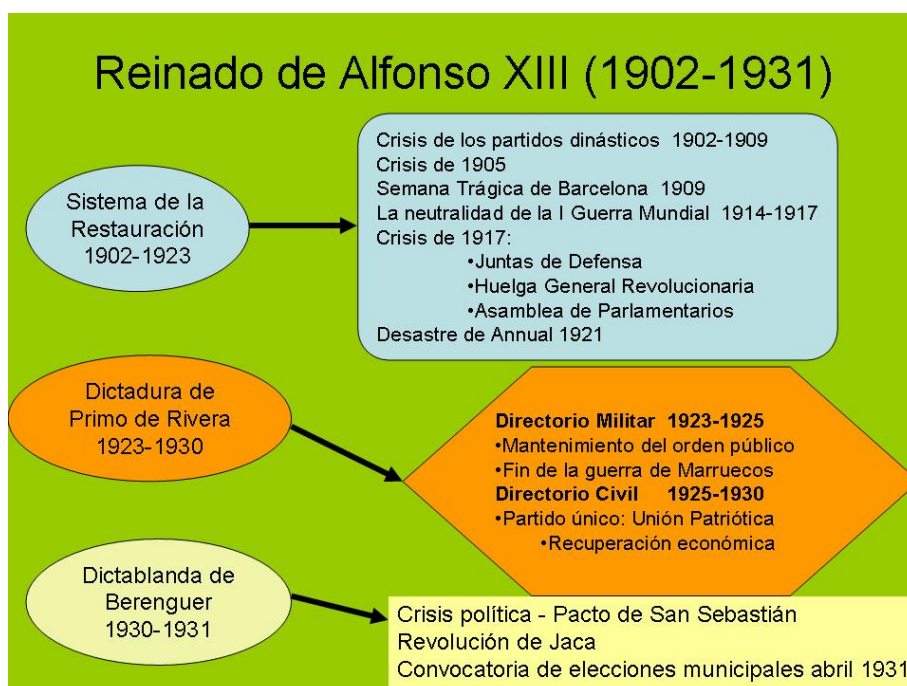 Reinado de Alfonso XIII (1902-1931)
Sistema de la
Restauración
1902-1923
Crisis de los partidos dinásticos 1902-1909
Crisis de 1905
Semana Trágica de Barcelona 1909
La neutralidad de la I Guerra Mundial 1914-1917
Crisis de 1917:
•Juntas de Defensa
•Huelga General Revolucionaria
•Asamblea de Parlamentarios
Desastre de Annual 1921
Dictadura de
Primo de Rivera
1923-1930
Directorio Militar 1923-1925
•Mantenimiento del orden público
•Fin de la guerra de Marruecos
Directorio Civil 1925-1930
•Partido único: Unión Patriótica
•Recuperación económica
Dictablanda de
Berenguer
1930-1931
Crisis política - Pacto de San Sebastián
Revolución de Jaca
Convocatoria de elecciones municipales abril 1931